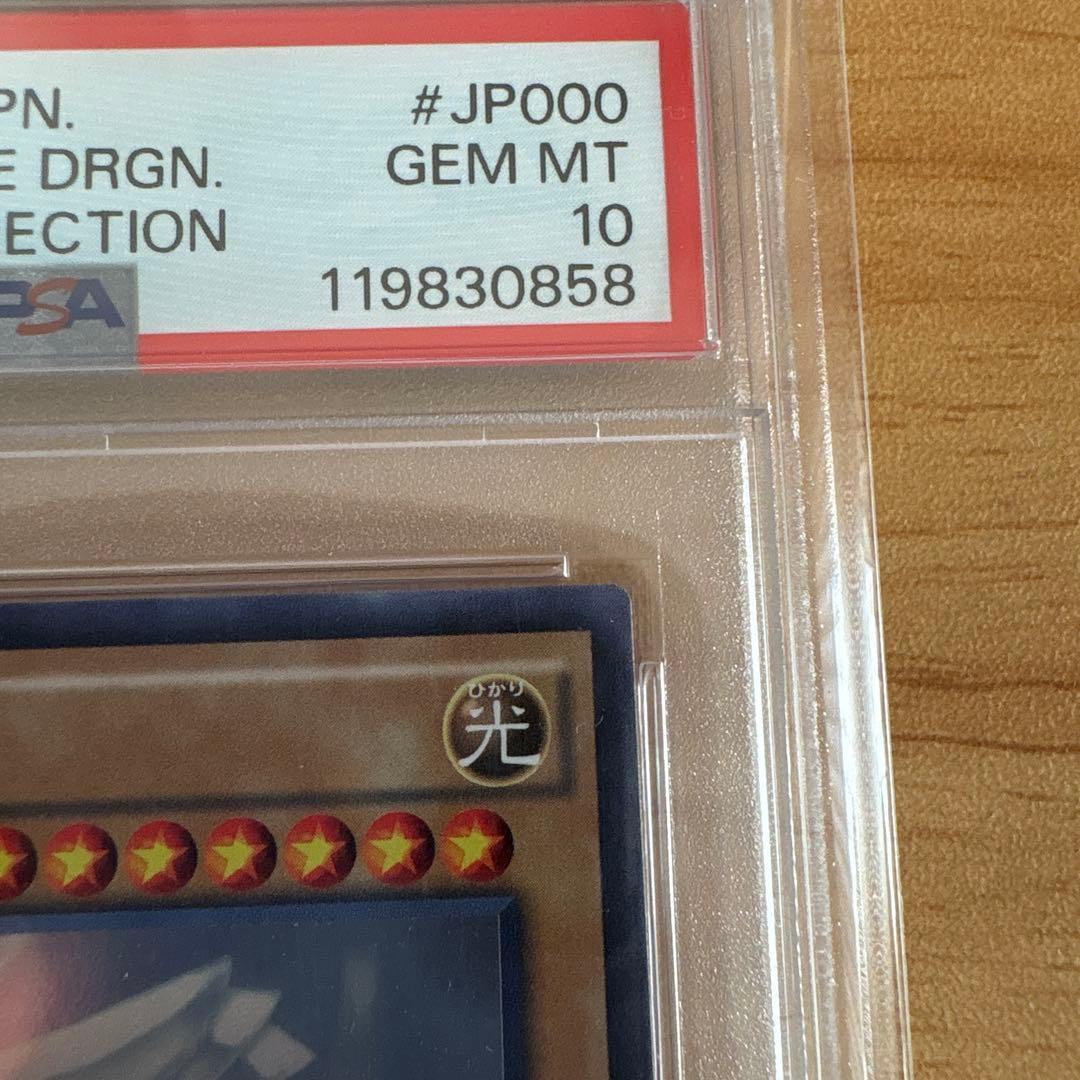 PN. #JP000
E DRGN. GEM MT
ECTION 10
PSA 119830858
ひかり
光